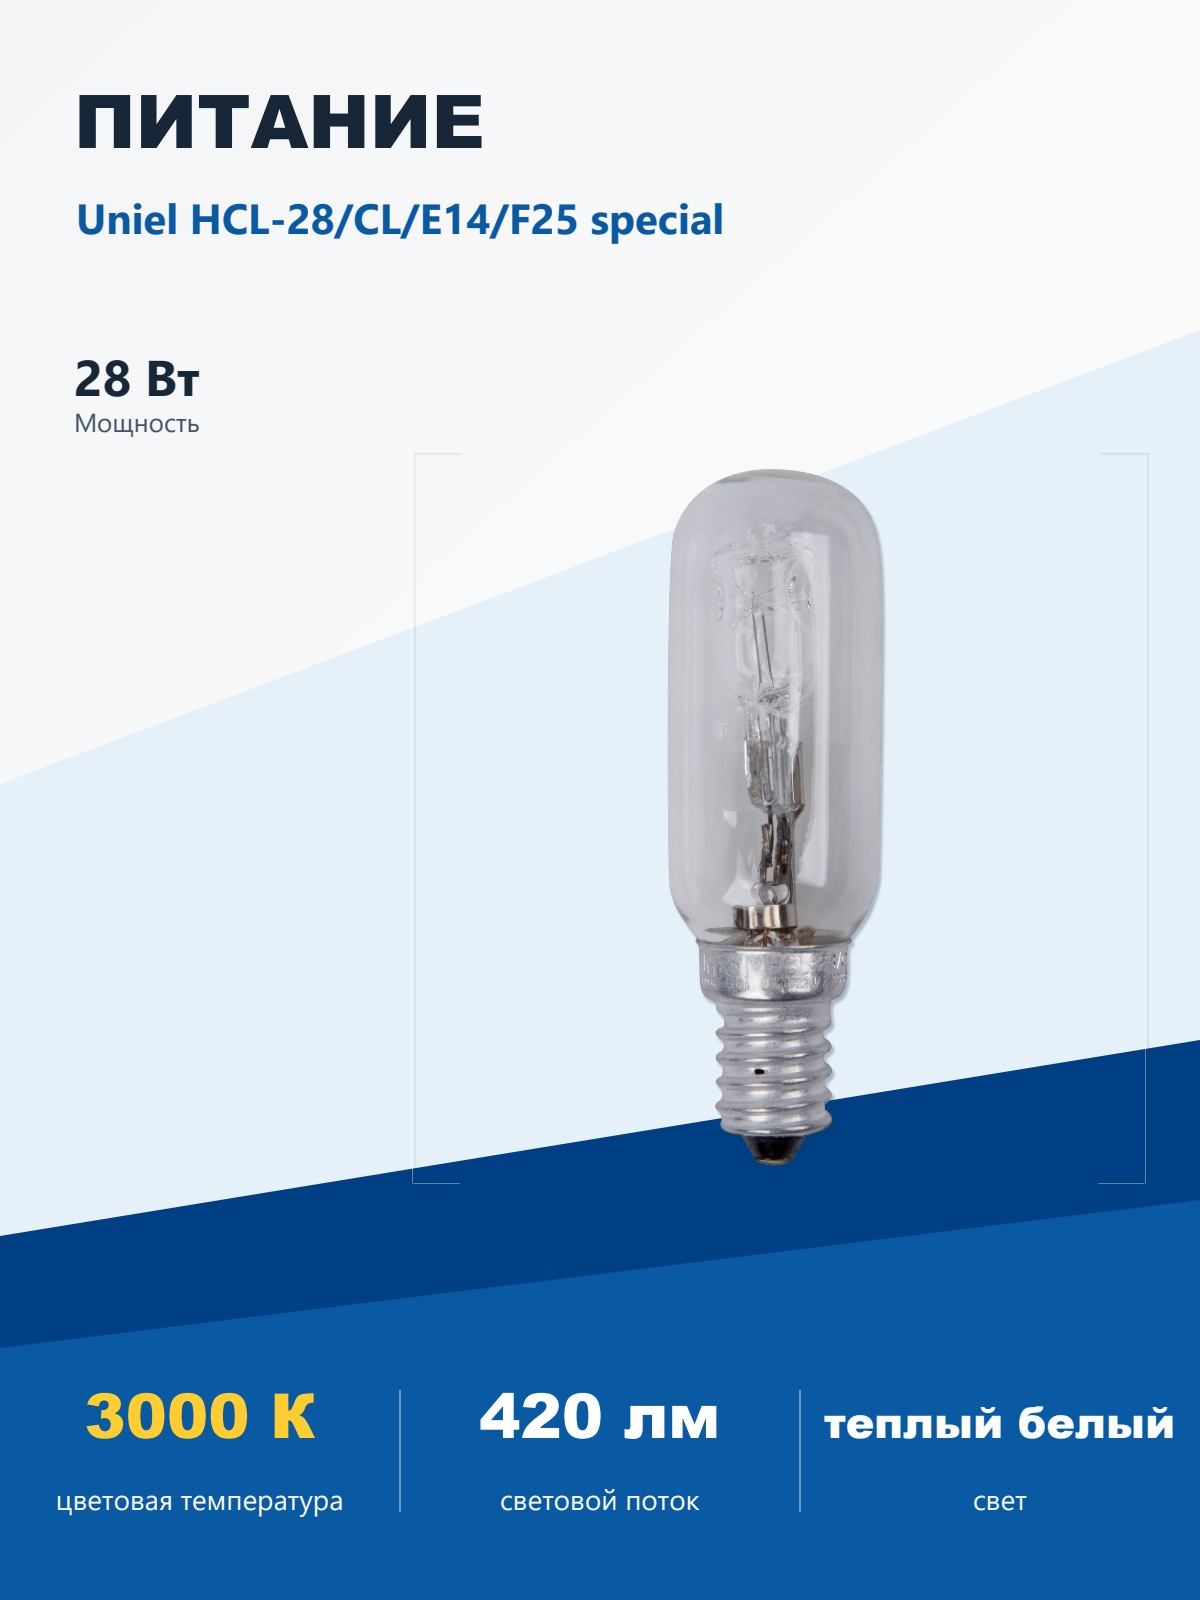 ПИТАНИЕ
Uniel HCL-28/CL/E14/F25 special
28 Вт
Мощность
3000 К
цветовая температура
420 лм
световой поток
теплый белый
свет